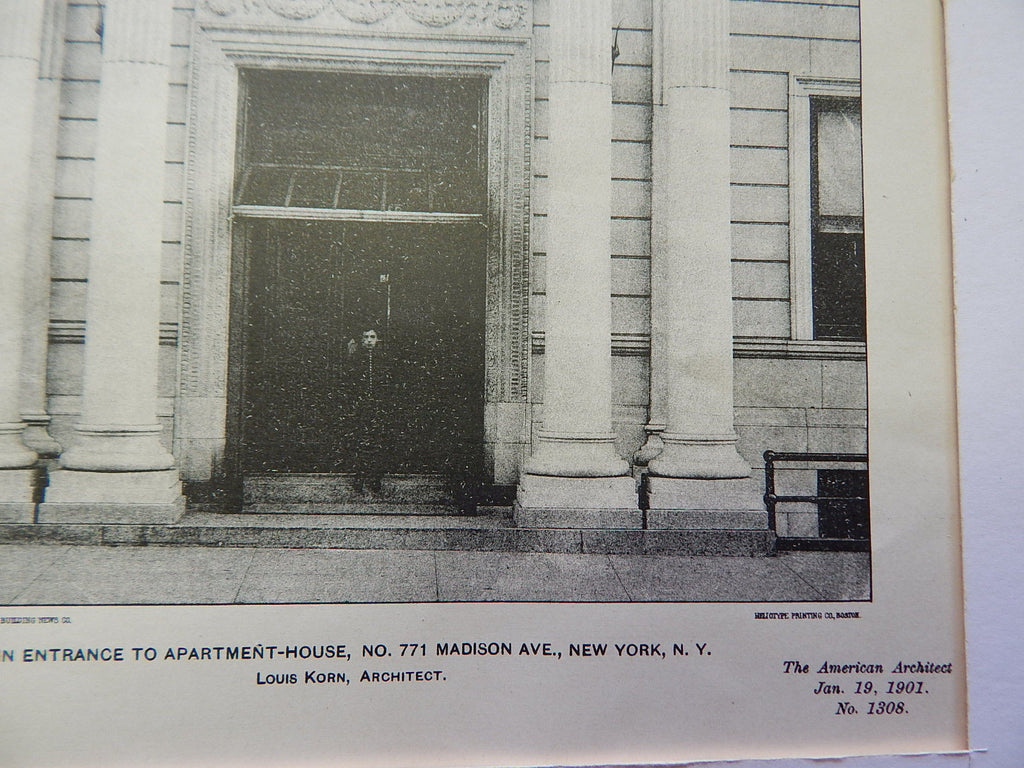 BUILDING NEWS CO.
HELIOTYPE PRINTING CO., BOSTON.
N ENTRANCE TO APARTMENT-HOUSE, NO. 771 MADISON AVE., NEW YORK, N. Y.
LOUIS KORN, ARCHITECT.
The American Architect
Jan. 19, 1901.
No. 1308.